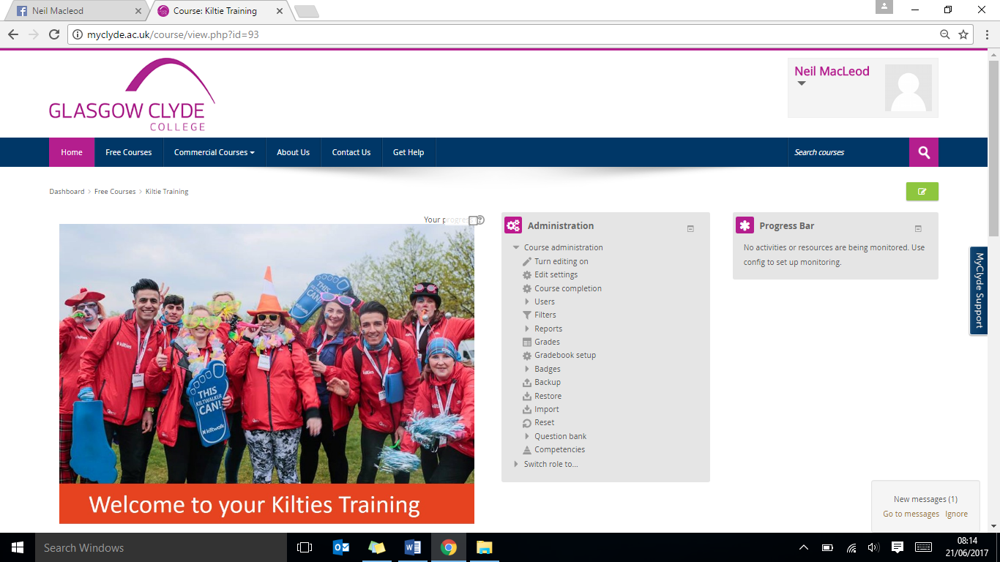 Neil Macleod
Course: Kiltie Training
myclyde.ac.uk/course/view.php?id=93
GLASGOW CLYDE
COLLEGE
Neil MacLeod
Home
Free Courses
Commercial Courses
About Us
Contact Us
Get Help
Search courses
Dashboard > Free Courses > Kiltie Training
Your progress
THIS
KILTWALKER
CAN!
kiltwalk
THIS
CAN!
kilties
Welcome to your Kilties Training
Administration
Course administration
Turn editing on
Edit settings
Course completion
Users
Filters
Reports
Grades
Gradebook setup
Badges
Backup
Restore
Import
Reset
Question bank
Competencies
Switch role to...
Progress Bar
No activities or resources are being monitored. Use
config to set up monitoring.
MyClyde Support
New messages (1)
Go to messages Ignore
Search Windows
08:14
21/06/2017